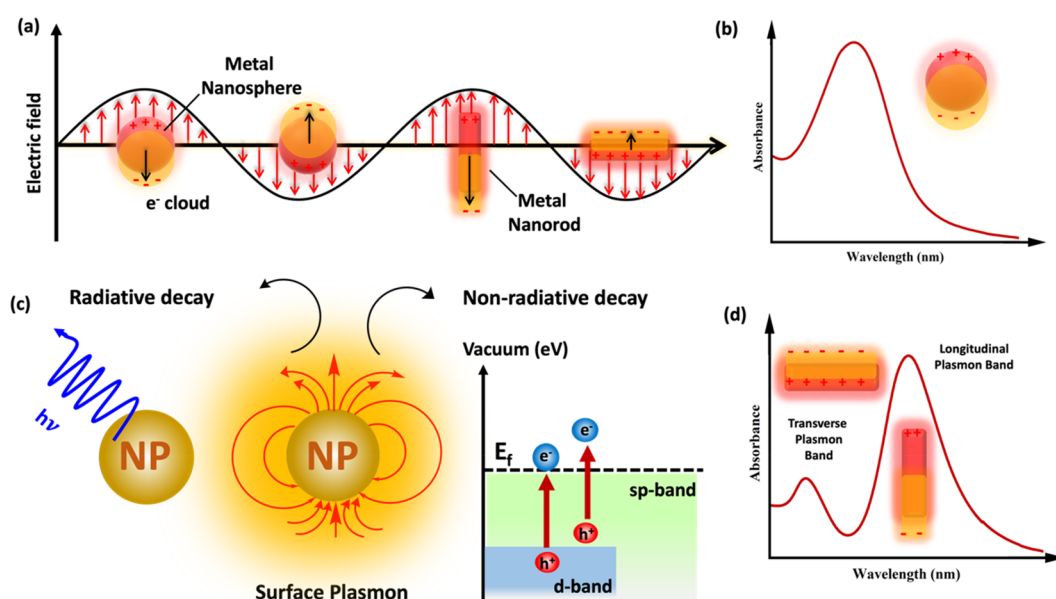 (a)
Electric field
Metal
Nanosphere
+ + +
- - -
e- cloud
- - -
+ + + +
+ +
- -
Metal
Nanorod
- - - - -
+ + + + +
(b)
Absorbance
Wavelength (nm)
+ + +
- - -
(c)
Radiative decay
Non-radiative decay
hν
NP
NP
Surface Plasmon
Vacuum (eV)
Ef
e-
e-
sp-band
h+
h+
d-band
(d)
Absorbance
- - - - -
+ + + + +
Transverse
Plasmon
Band
Longitudinal
Plasmon Band
+ +
- -
Wavelength (nm)